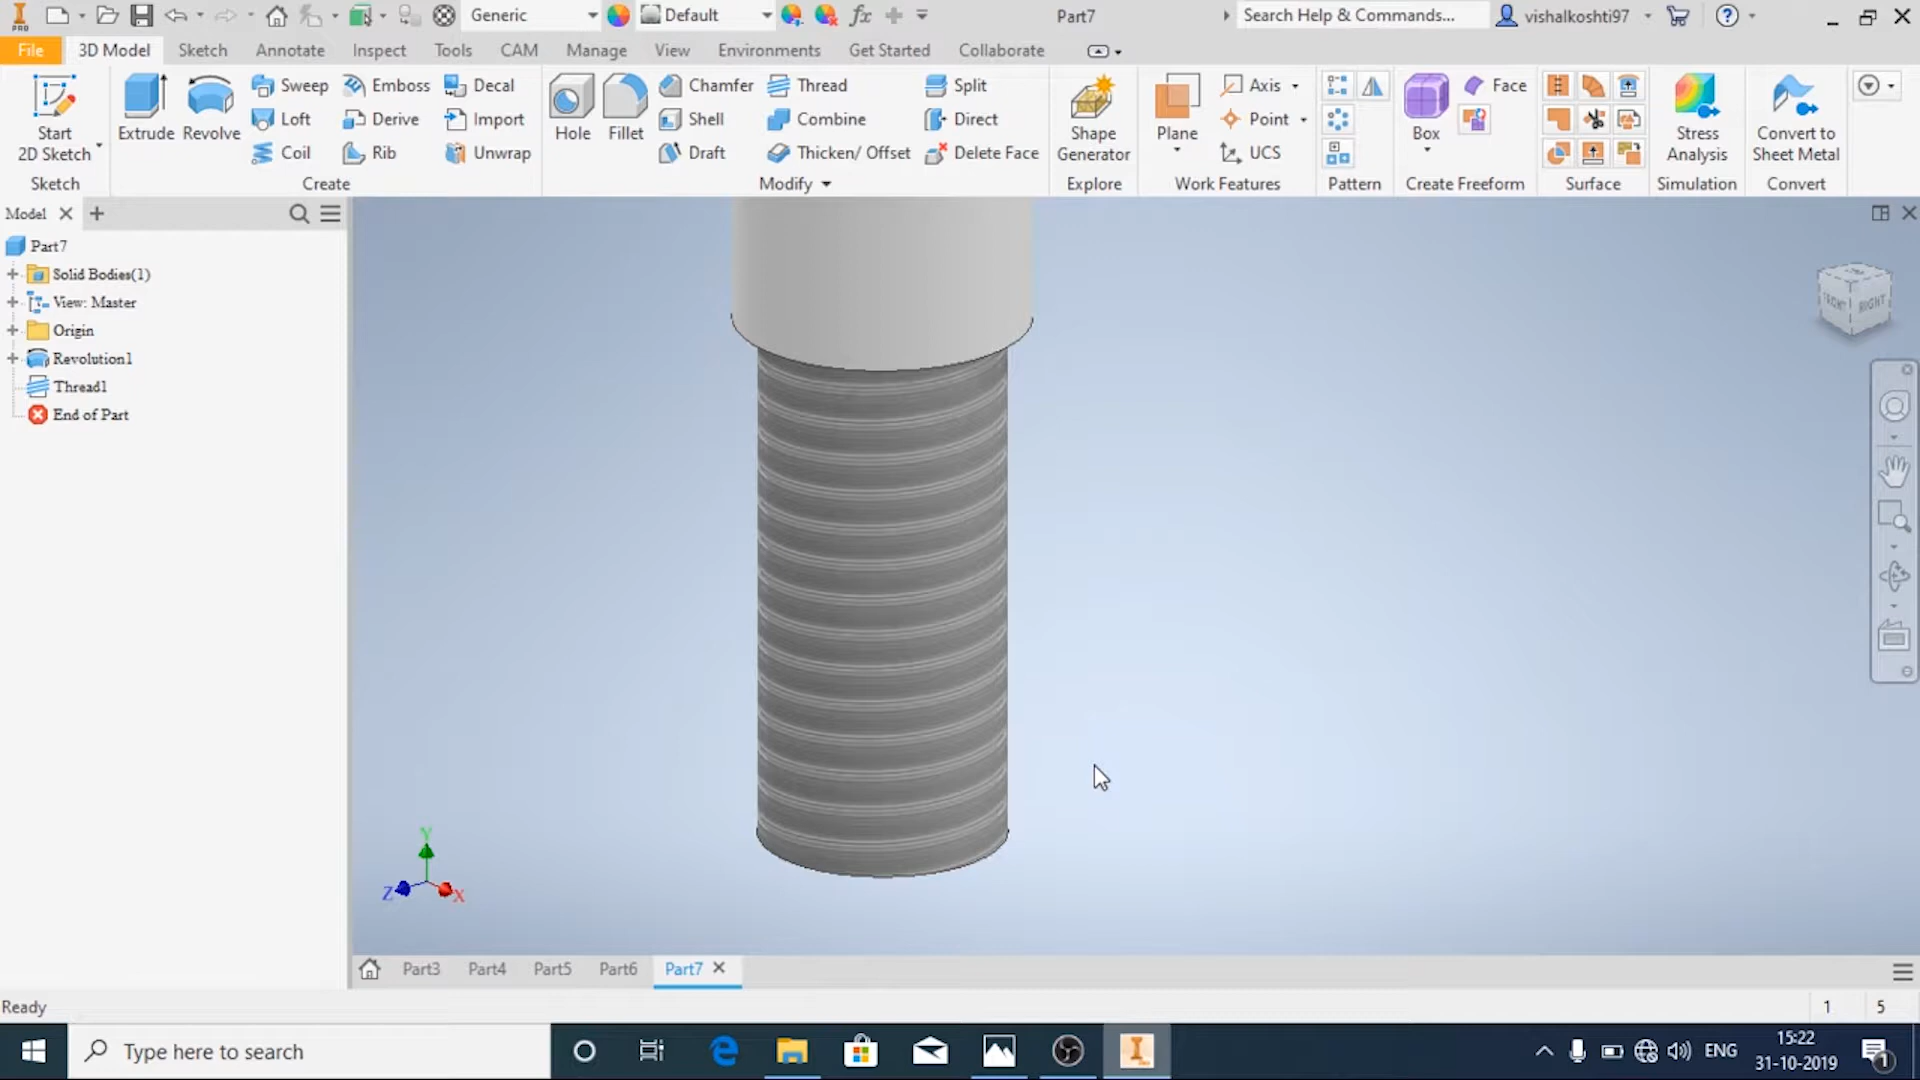 PRO
Generic
Default
fx
Part7
Search Help & Commands...
vishalkoshti97
File
3D Model
Sketch
Annotate
Inspect
Tools
CAM
Manage
View
Environments
Get Started
Collaborate
Start
2D Sketch
Sketch
Extrude
Revolve
Sweep
Loft
Coil
Emboss
Derive
Rib
Decal
Import
Unwrap
Create
Hole
Fillet
Chamfer
Shell
Draft
Thread
Combine
Thicken/ Offset
Split
Direct
Delete Face
Modify
Shape
Generator
Explore
Plane
Axis
Point
UCS
Work Features
Pattern
Box
Face
Create Freeform
Surface
Stress
Analysis
Simulation
Convert to
Sheet Metal
Convert
Model
Part7
Solid Bodies(1)
View: Master
Origin
Revolution1
Thread1
End of Part
FRONT
RIGHT
Y
Z
X
Part3
Part4
Part5
Part6
Part7
Ready
1
5
Type here to search
ENG
15:22
31-10-2019
1